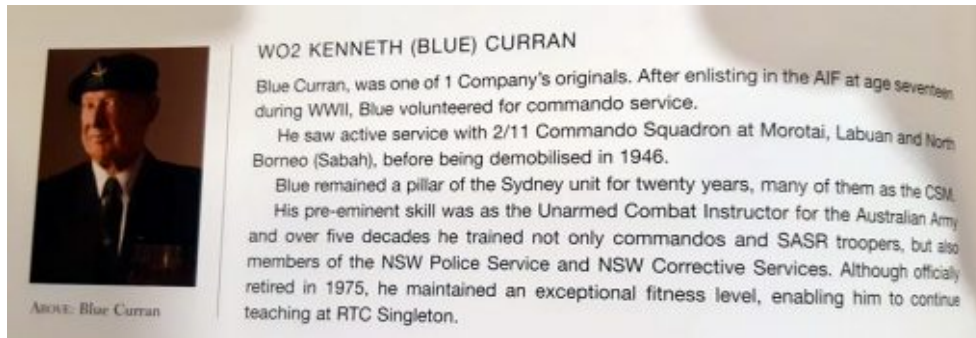 WO2 KENNETH (BLUE) CURRAN
Blue Curran, was one of 1 Company's originals. After enlisting in the AIF at age seventeen
during WWII, Blue volunteered for commando service.
He saw active service with 2/11 Commando Squadron at Morotai, Labuan and North
Borneo (Sabah), before being demobilised in 1946.
Blue remained a pillar of the Sydney unit for twenty years, many of them as the CSM.
His pre-eminent skill was as the Unarmed Combat Instructor for the Australian Army
and over five decades he trained not only commandos and SASR troopers, but also
members of the NSW Police Service and NSW Corrective Services. Although officially
retired in 1975, he maintained an exceptional fitness level, enabling him to continue
teaching at RTC Singleton.
ABOVE: Blue Curran